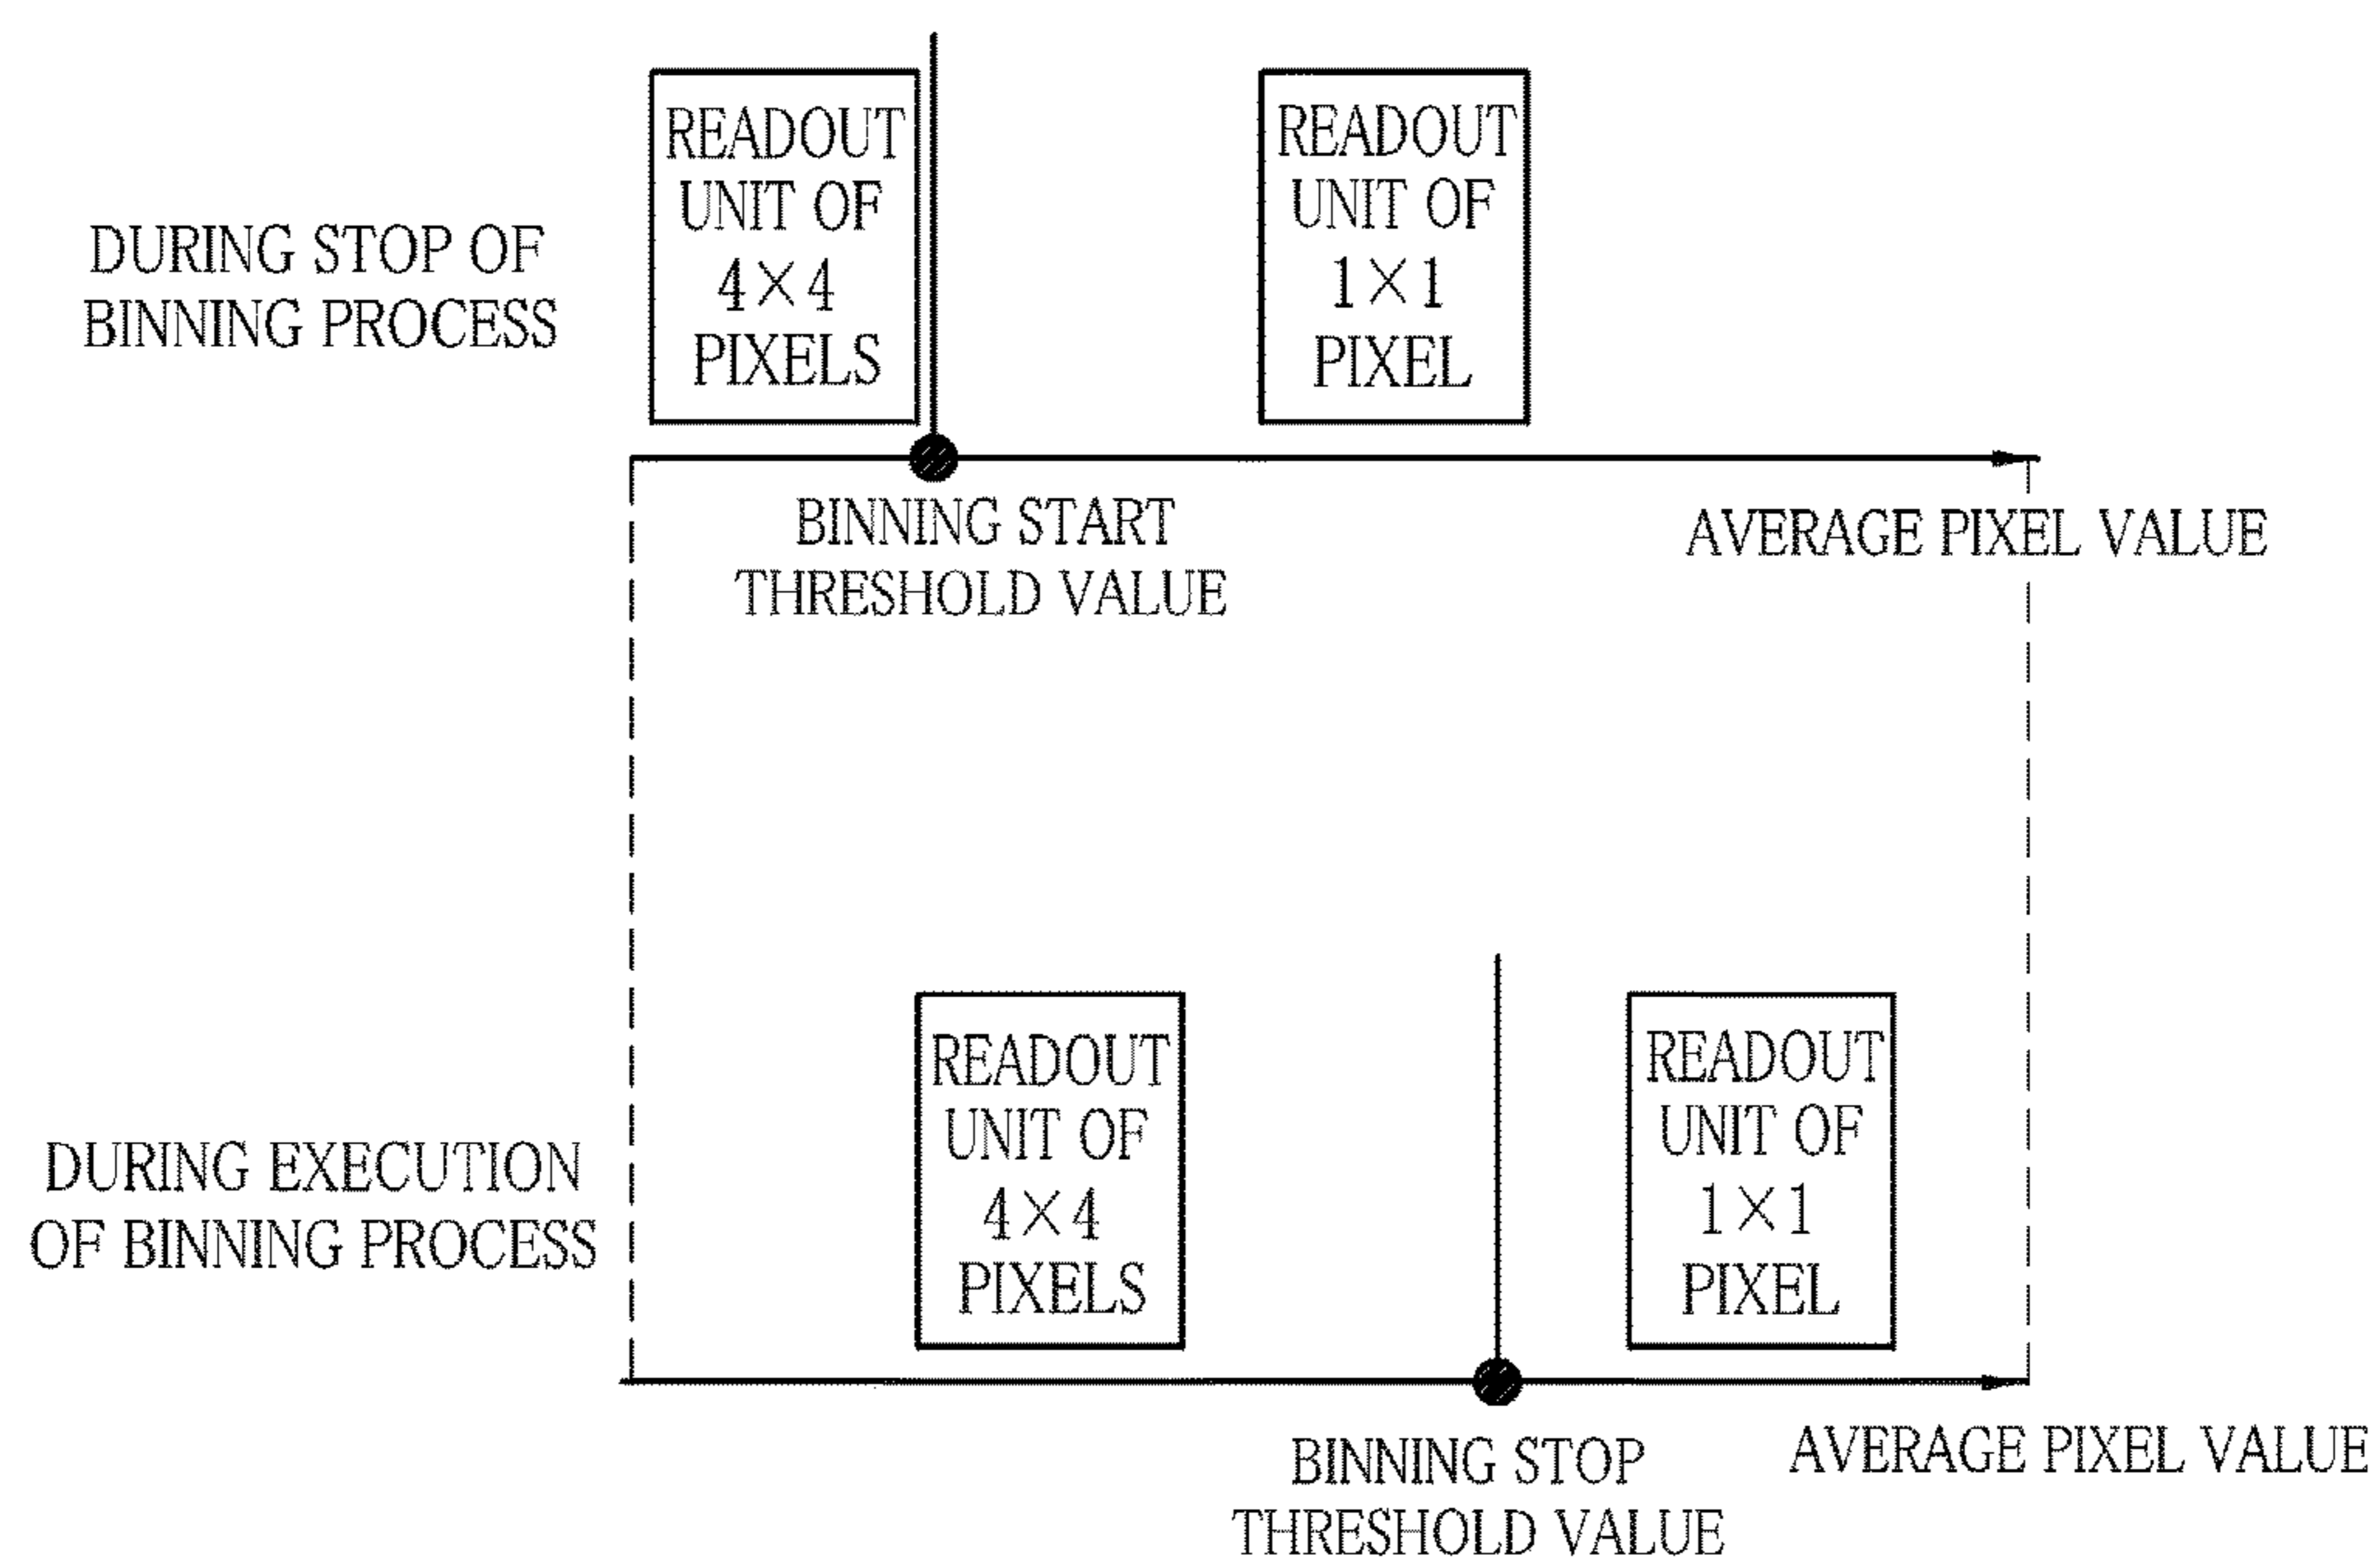 DURING STOP OF
BINNING PROCESS
READOUT
UNIT OF
4×4
PIXELS
READOUT
UNIT OF
1×1
PIXEL
BINNING START
THRESHOLD VALUE
AVERAGE PIXEL VALUE
DURING EXECUTION
OF BINNING PROCESS
READOUT
UNIT OF
4×4
PIXELS
READOUT
UNIT OF
1×1
PIXEL
BINNING STOP
THRESHOLD VALUE
AVERAGE PIXEL VALUE